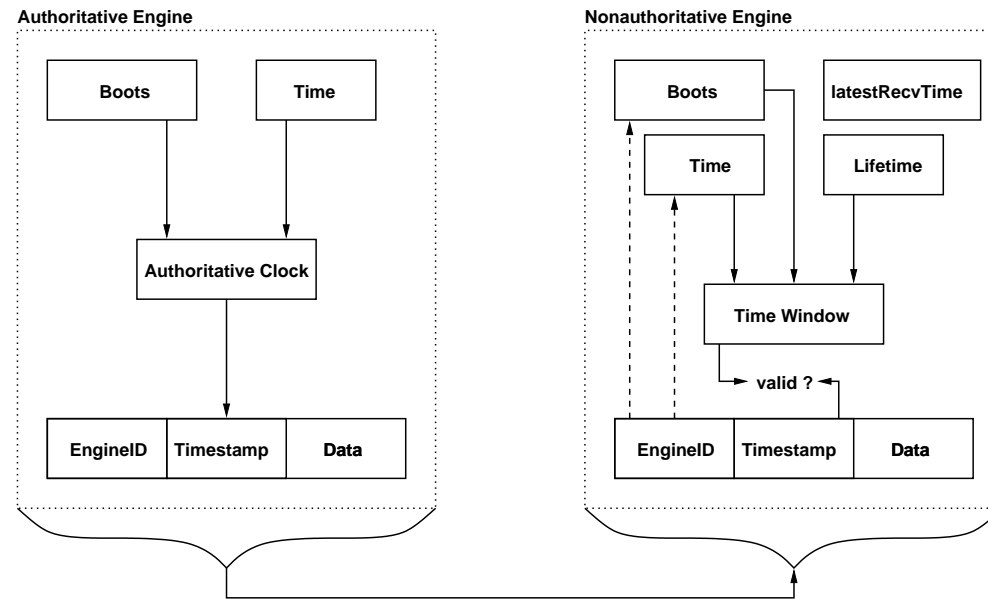 Authoritative Engine
Boots
Time
Authoritative Clock
EngineID
Timestamp
Data
Nonauthoritative Engine
Boots
latestRecvTime
Time
Lifetime
Time Window
valid ?
EngineID
Timestamp
Data